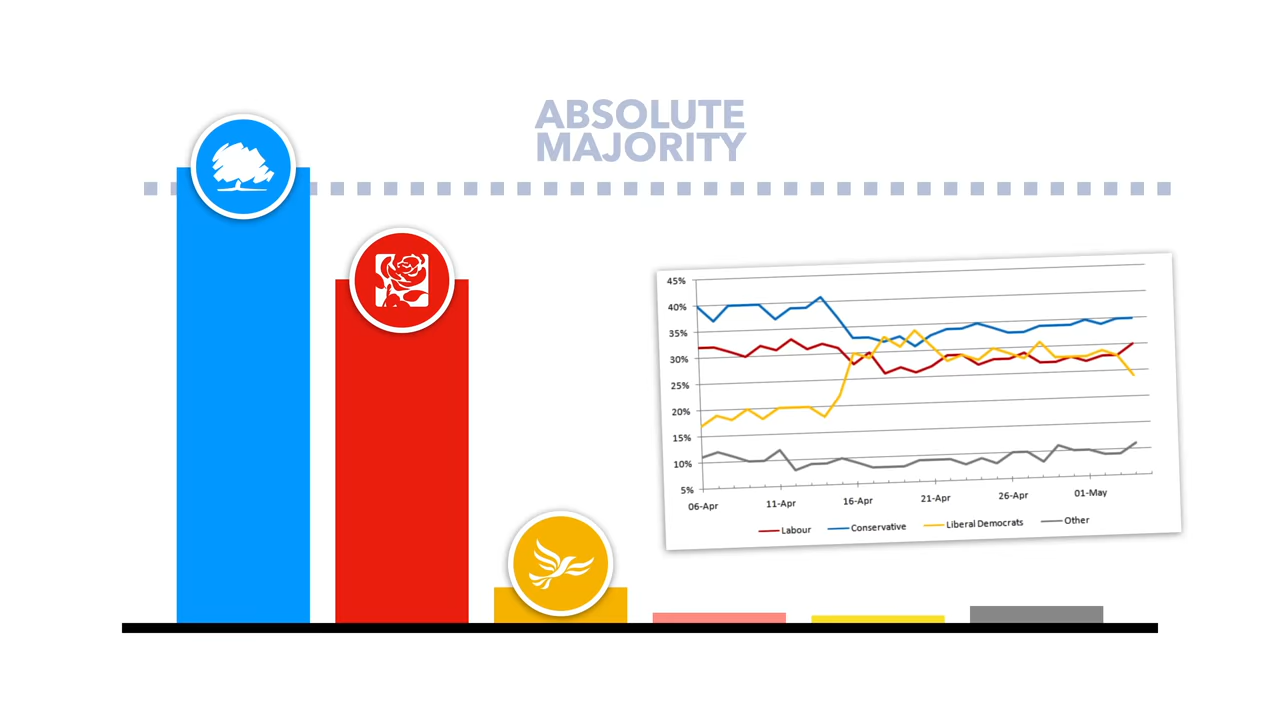 ABSOLUTE
MAJORITY
45%
40%
35%
30%
25%
20%
15%
10%
5%
06-Apr 11-Apr 16-Apr 21-Apr 26-Apr 01-May
Labour Conservative Liberal Democrats Other